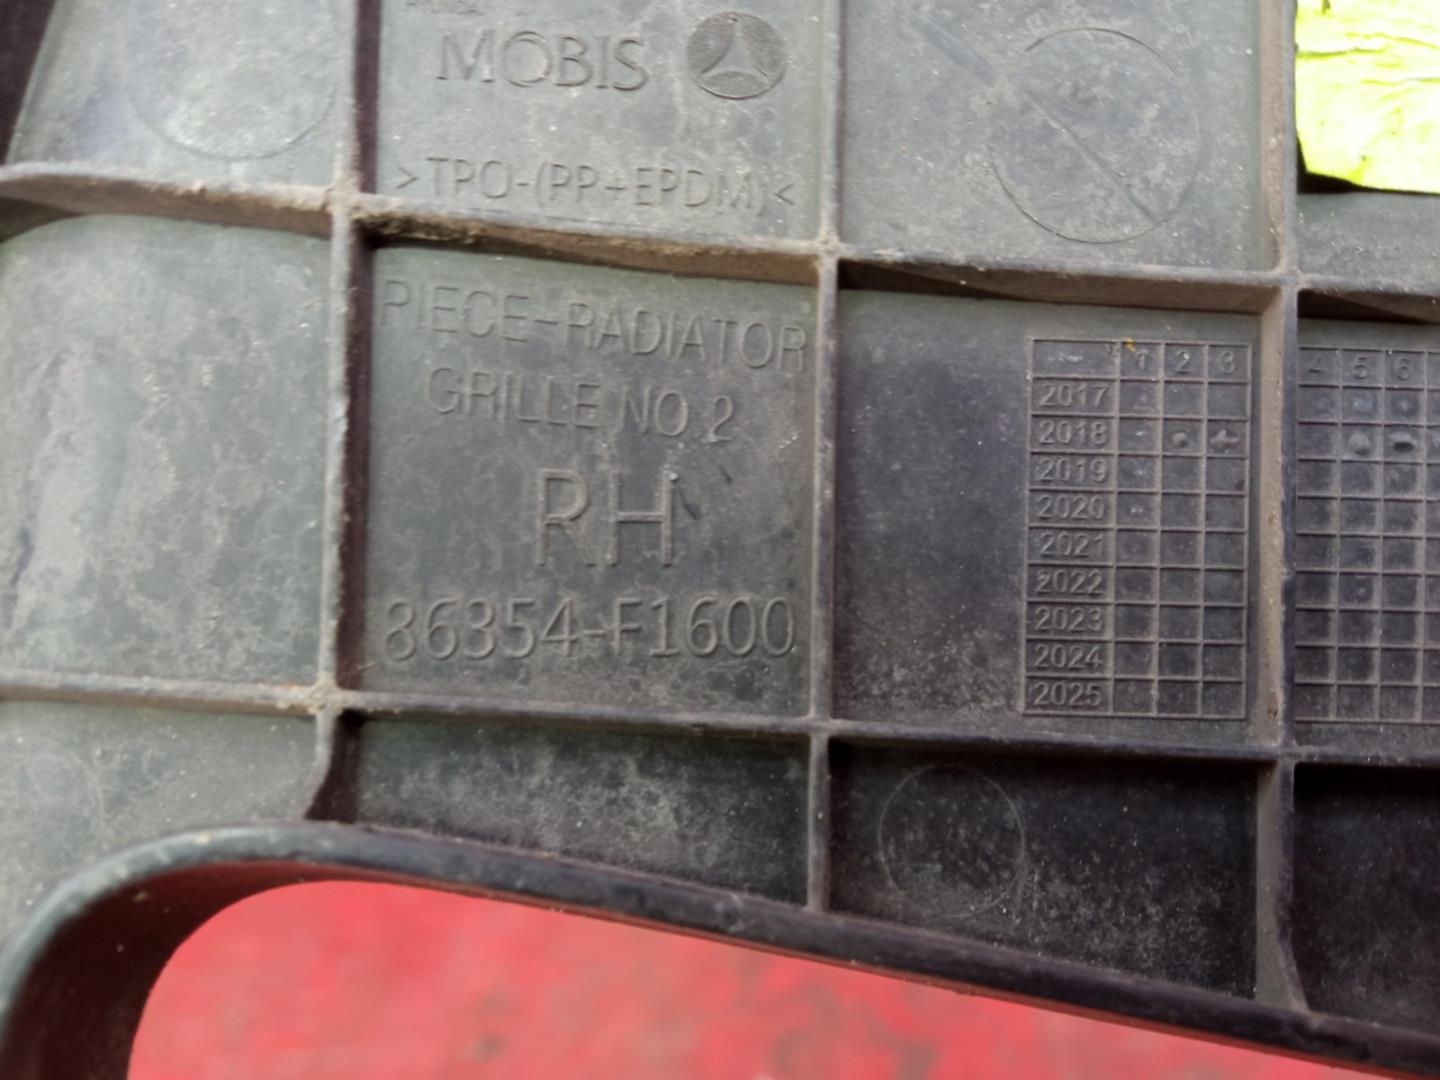 MOBIS
>TPO-(PP+EPDM)<
PIECE-RADIATOR
GRILLE NO.2
RH
86354-F1600
1 2 3 4 5 6
2017
2018
2019
2020
2021
2022
2023
2024
2025